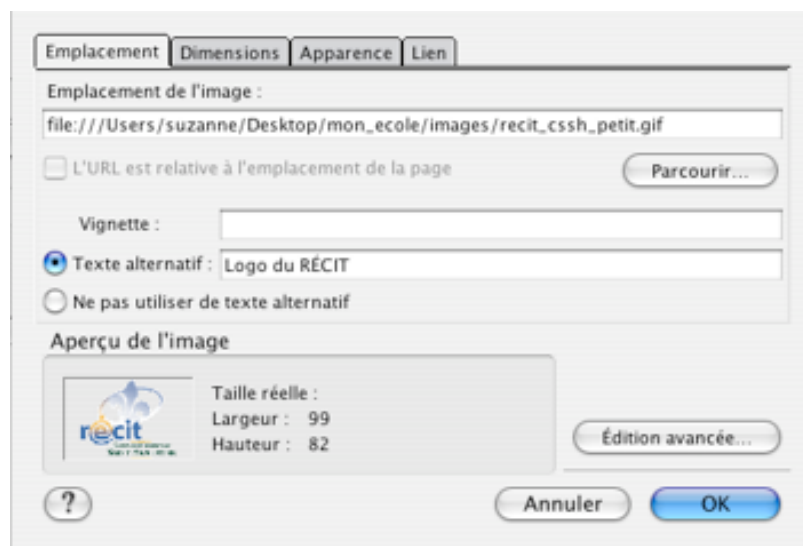 Emplacement Dimensions Apparence Lien
Emplacement de l'image :
file:///Users/suzanne/Desktop/mon_ecole/images/recit_cssh_petit.gif
L'URL est relative à l'emplacement de la page Parcourir...
Vignette :
Texte alternatif : Logo du RÉCIT
Ne pas utiliser de texte alternatif
Aperçu de l'image
Taille réelle :
récit Largeur : 99
Hauteur : 82
Édition avancée...
? Annuler OK